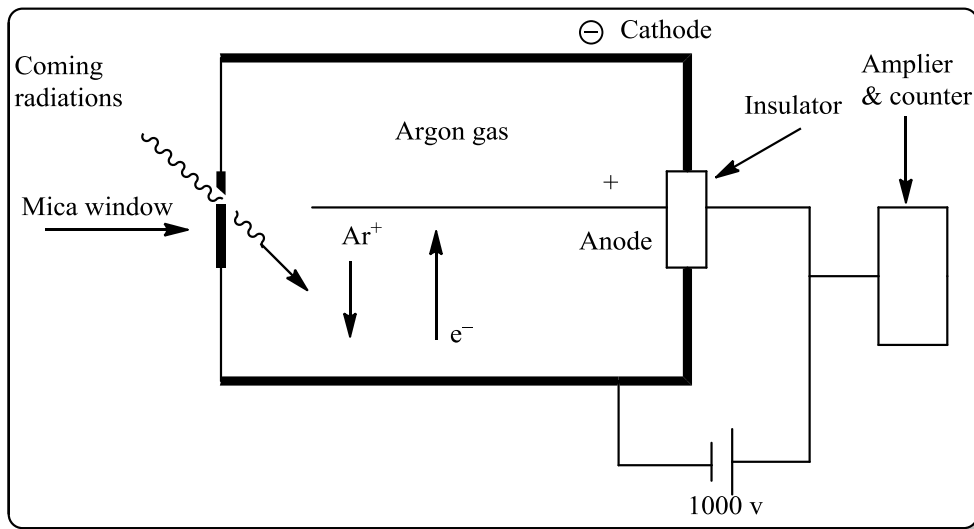 ⊖ Cathode
Coming
radiations
Amplier
& counter
Insulator
Argon gas
+
Mica window
Ar⁺
Anode
e⁻
1000 v